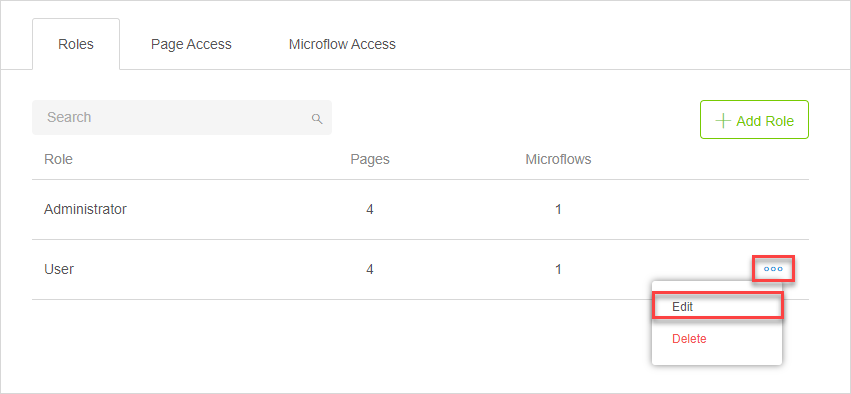 Roles Page Access Microflow Access
Search Add Role
Role Pages Microflows
Administrator 4 1
User 4 1
Edit
Delete